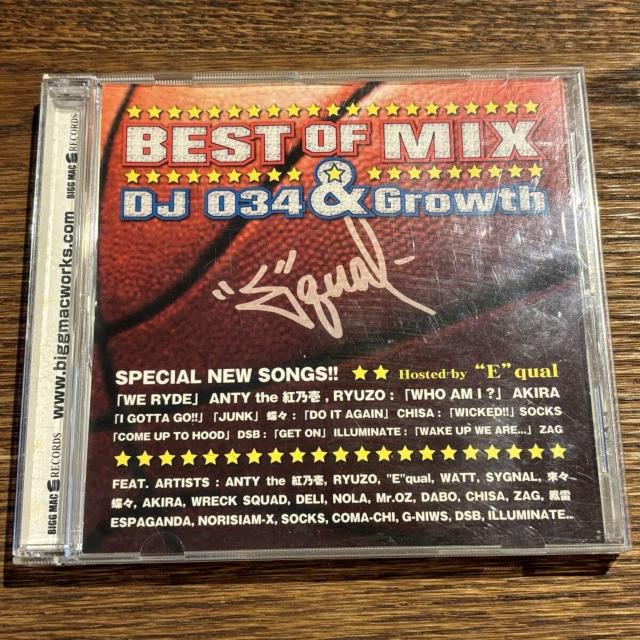 BEST OF MIX
DJ 034 & Growth
"E"qual
SPECIAL NEW SONGS!! ★★ Hosted by "E"qual
「WE RYDE」 ANTY the 紅乃壱 , RYUZO : 「WHO AM I ?」 AKIRA
「I GOTTA GO!!」 「JUNK」 蝶々 : 「DO IT AGAIN」 CHISA : 「WICKED!!」 SOCKS
「COME UP TO HOOD」 DSB : 「GET ON」 ILLUMINATE : 「WAKE UP WE ARE...」 ZAG
FEAT. ARTISTS : ANTY the 紅乃壱, RYUZO, "E"qual, WATT, SYGNAL, 来々
蝶々, AKIRA, WRECK SQUAD, DELI, NOLA, Mr.OZ, DABO, CHISA, ZAG, 鳳雷
ESPAGANDA, NORISIAM-X, SOCKS, COMA-CHI, G-NIWS, DSB, ILLUMINATE..
BIGG MAC RECORDS
www.biggmacworks.com
BIGG MAC RECORDS